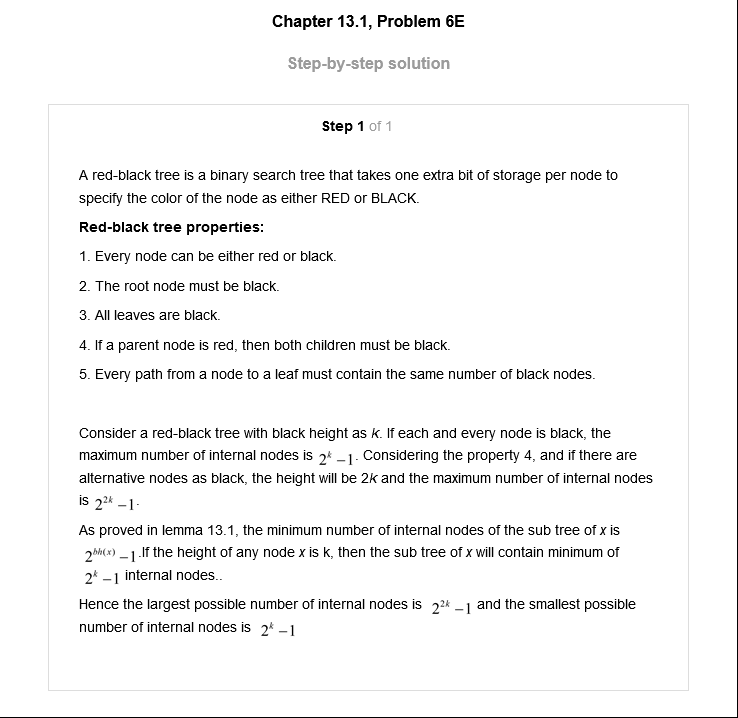 Chapter 13.1, Problem 6E
Step-by-step solution
Step 1 of 1
A red-black tree is a binary search tree that takes one extra bit of storage per node to
specify the color of the node as either RED or BLACK.
Red-black tree properties:
1. Every node can be either red or black.
2. The root node must be black.
3. All leaves are black.
4. If a parent node is red, then both children must be black.
5. Every path from a node to a leaf must contain the same number of black nodes.
Consider a red-black tree with black height as k. If each and every node is black, the
maximum number of internal nodes is 2^k −1. Considering the property 4, and if there are
alternative nodes as black, the height will be 2k and the maximum number of internal nodes
is 2^{2k} −1.
As proved in lemma 13.1, the minimum number of internal nodes of the sub tree of x is
2^{bh(x)} −1.If the height of any node x is k, then the sub tree of x will contain minimum of
2^k −1 internal nodes..
Hence the largest possible number of internal nodes is 2^{2k} −1 and the smallest possible
number of internal nodes is 2^k −1